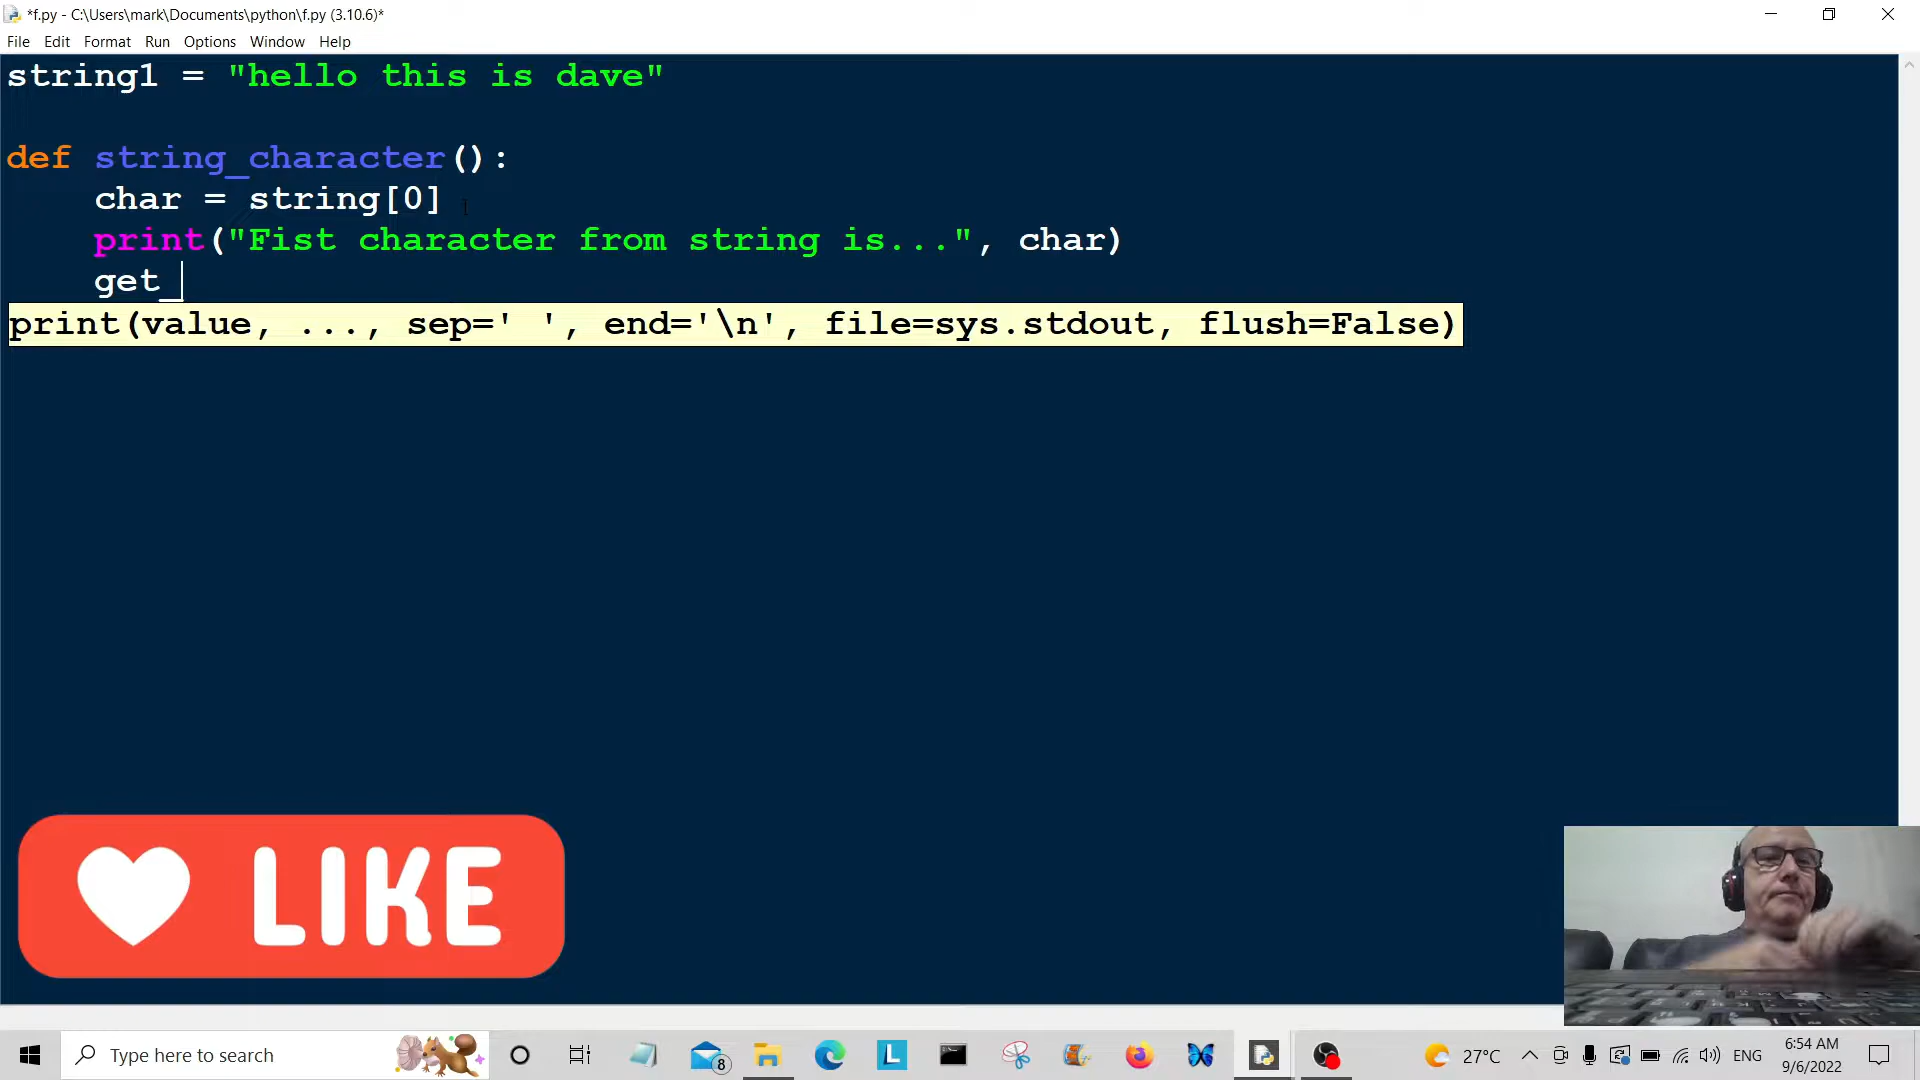 *f.py - C:\Users\mark\Documents\python\f.py (3.10.6)*
File Edit Format Run Options Window Help
string1 = "hello this is dave"
def string_character():
    char = string[0]
    print("Fist character from string is...", char)
    get_
print(value, ..., sep=' ', end='\n', file=sys.stdout, flush=False)
LIKE
Type here to search
8
L
27°C
ENG
6:54 AM
9/6/2022